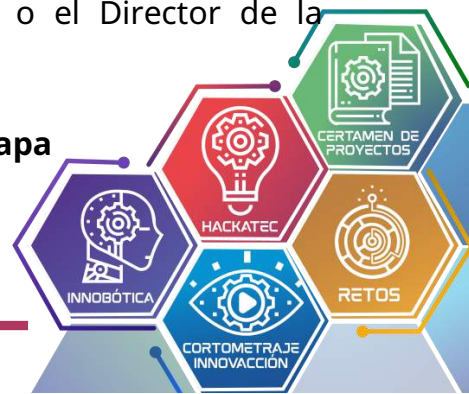 o el Director de la
apa
CERTAMEN DE
PROYECTOS
HACKATEC
INNOBÓTICA
RETOS
CORTOMETRAJE
INNOVACCIÓN